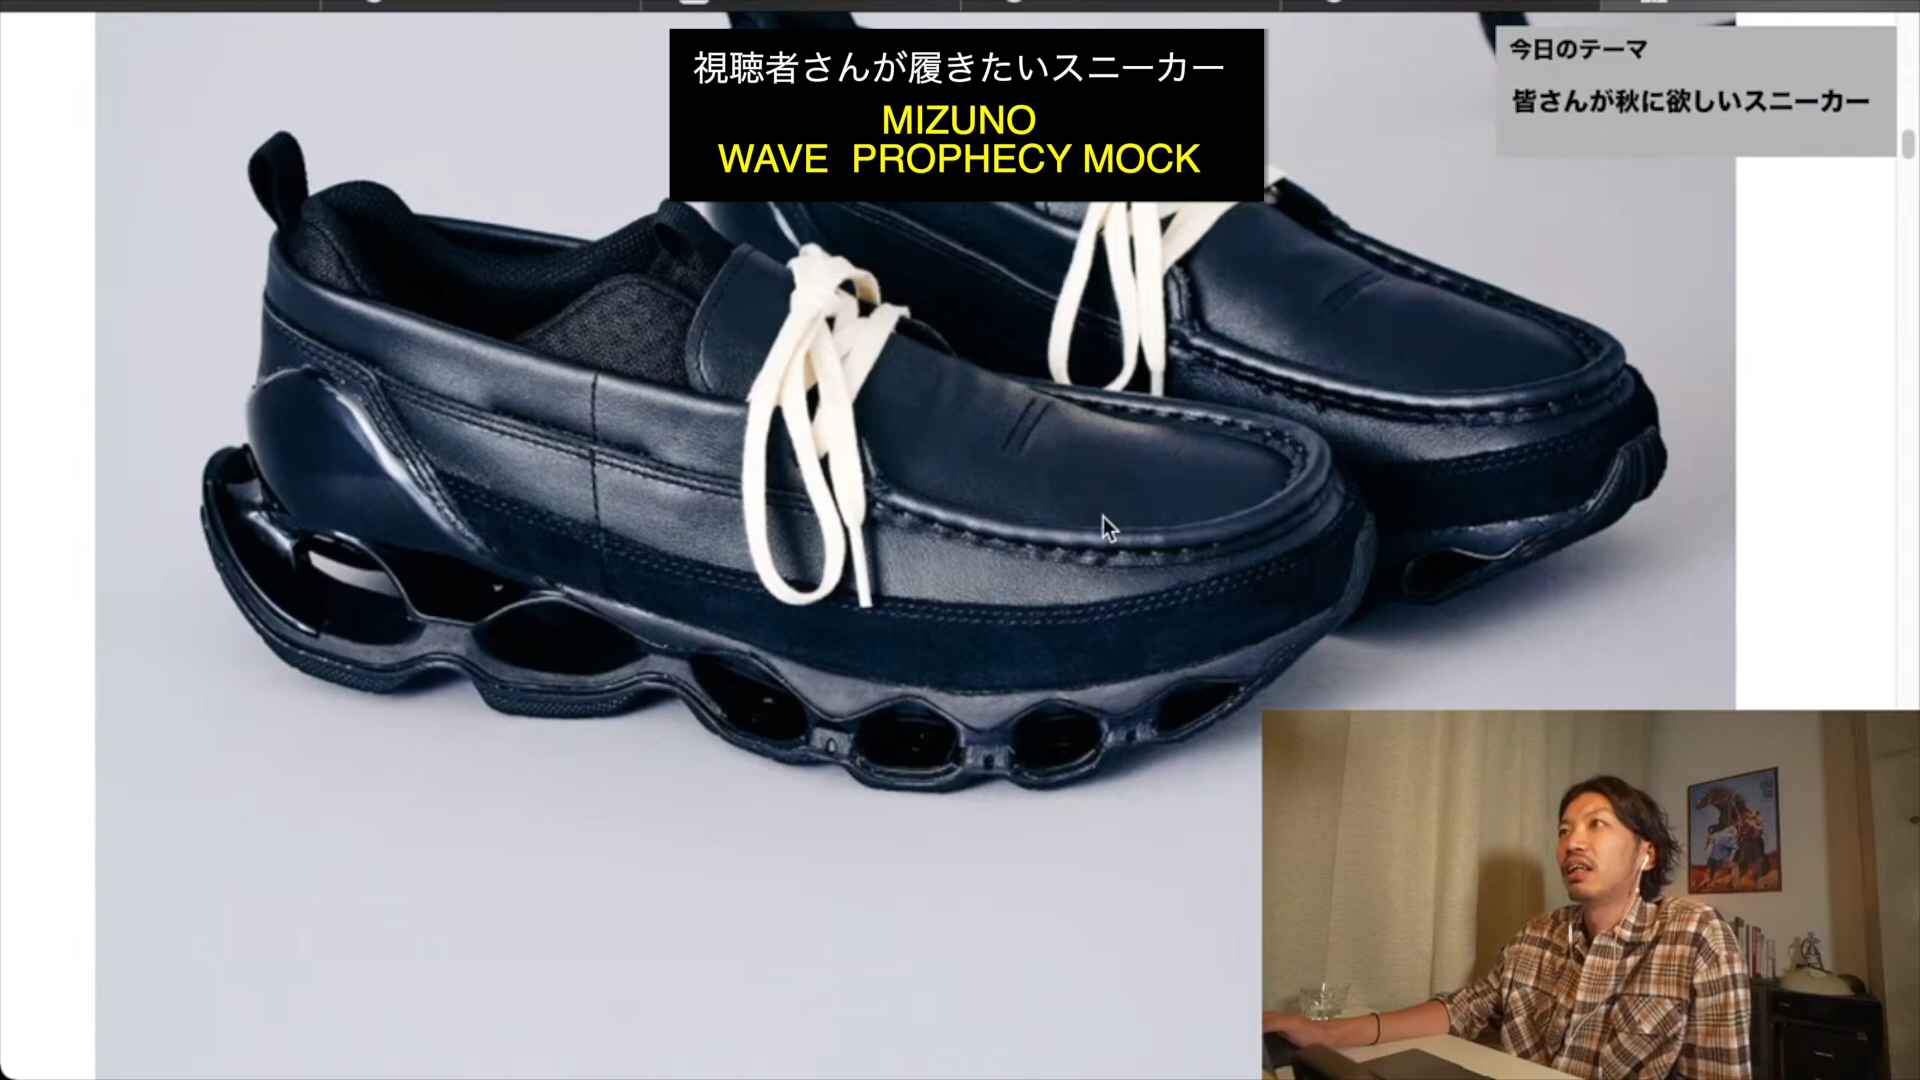 視聴者さんが履きたいスニーカー
MIZUNO
WAVE PROPHECY MOCK
今日のテーマ
皆さんが秋に欲しいスニーカー